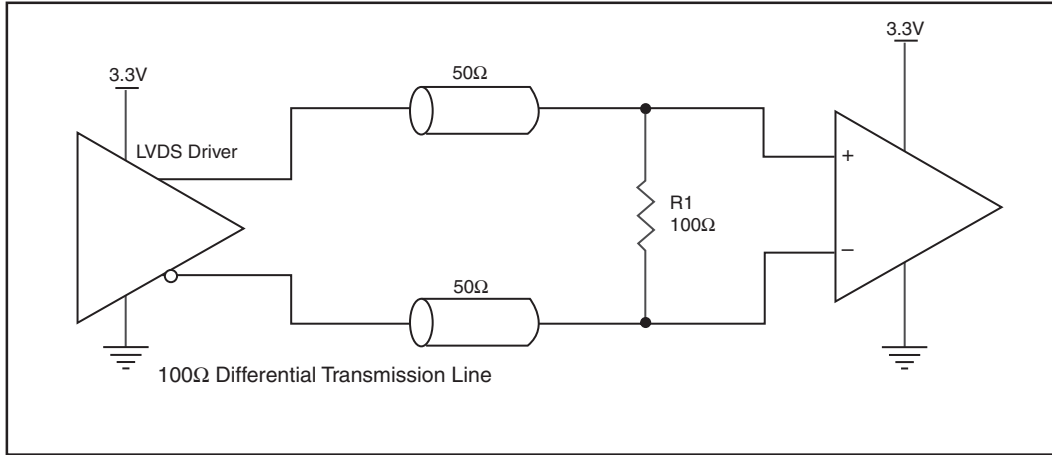 3.3V
3.3V
50Ω
LVDS Driver
+
R1
100Ω
−
50Ω
100Ω Differential Transmission Line